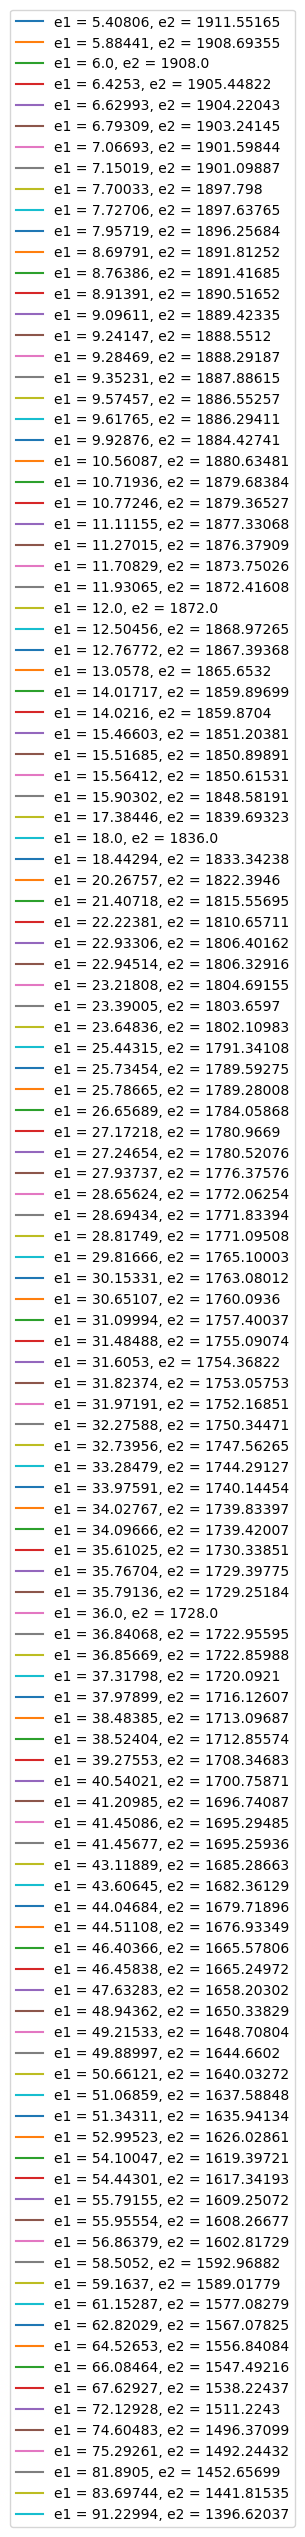 e1 = 5.40806, e2 = 1911.55165
e1 = 5.88441, e2 = 1908.69355
e1 = 6.0, e2 = 1908.0
e1 = 6.4253, e2 = 1905.44822
e1 = 6.62993, e2 = 1904.22043
e1 = 6.79309, e2 = 1903.24145
e1 = 7.06693, e2 = 1901.59844
e1 = 7.15019, e2 = 1901.09887
e1 = 7.70033, e2 = 1897.798
e1 = 7.72706, e2 = 1897.63765
e1 = 7.95719, e2 = 1896.25684
e1 = 8.69791, e2 = 1891.81252
e1 = 8.76386, e2 = 1891.41685
e1 = 8.91391, e2 = 1890.51652
e1 = 9.09611, e2 = 1889.42335
e1 = 9.24147, e2 = 1888.5512
e1 = 9.28469, e2 = 1888.29187
e1 = 9.35231, e2 = 1887.88615
e1 = 9.57457, e2 = 1886.55257
e1 = 9.61765, e2 = 1886.29411
e1 = 9.92876, e2 = 1884.42741
e1 = 10.56087, e2 = 1880.63481
e1 = 10.71936, e2 = 1879.68384
e1 = 10.77246, e2 = 1879.36527
e1 = 11.11155, e2 = 1877.33068
e1 = 11.27015, e2 = 1876.37909
e1 = 11.70829, e2 = 1873.75026
e1 = 11.93065, e2 = 1872.41608
e1 = 12.0, e2 = 1872.0
e1 = 12.50456, e2 = 1868.97265
e1 = 12.76772, e2 = 1867.39368
e1 = 13.0578, e2 = 1865.6532
e1 = 14.01717, e2 = 1859.89699
e1 = 14.0216, e2 = 1859.8704
e1 = 15.46603, e2 = 1851.20381
e1 = 15.51685, e2 = 1850.89891
e1 = 15.56412, e2 = 1850.61531
e1 = 15.90302, e2 = 1848.58191
e1 = 17.38446, e2 = 1839.69323
e1 = 18.0, e2 = 1836.0
e1 = 18.44294, e2 = 1833.34238
e1 = 20.26757, e2 = 1822.3946
e1 = 21.40718, e2 = 1815.55695
e1 = 22.22381, e2 = 1810.65711
e1 = 22.93306, e2 = 1806.40162
e1 = 22.94514, e2 = 1806.32916
e1 = 23.21808, e2 = 1804.69155
e1 = 23.39005, e2 = 1803.6597
e1 = 23.64836, e2 = 1802.10983
e1 = 25.44315, e2 = 1791.34108
e1 = 25.73454, e2 = 1789.59275
e1 = 25.78665, e2 = 1789.28008
e1 = 26.65689, e2 = 1784.05868
e1 = 27.17218, e2 = 1780.9669
e1 = 27.24654, e2 = 1780.52076
e1 = 27.93737, e2 = 1776.37576
e1 = 28.65624, e2 = 1772.06254
e1 = 28.69434, e2 = 1771.83394
e1 = 28.81749, e2 = 1771.09508
e1 = 29.81666, e2 = 1765.10003
e1 = 30.15331, e2 = 1763.08012
e1 = 30.65107, e2 = 1760.0936
e1 = 31.09994, e2 = 1757.40037
e1 = 31.48488, e2 = 1755.09074
e1 = 31.6053, e2 = 1754.36822
e1 = 31.82374, e2 = 1753.05753
e1 = 31.97191, e2 = 1752.16851
e1 = 32.27588, e2 = 1750.34471
e1 = 32.73956, e2 = 1747.56265
e1 = 33.28479, e2 = 1744.29127
e1 = 33.97591, e2 = 1740.14454
e1 = 34.02767, e2 = 1739.83397
e1 = 34.09666, e2 = 1739.42007
e1 = 35.61025, e2 = 1730.33851
e1 = 35.76704, e2 = 1729.39775
e1 = 35.79136, e2 = 1729.25184
e1 = 36.0, e2 = 1728.0
e1 = 36.84068, e2 = 1722.95595
e1 = 36.85669, e2 = 1722.85988
e1 = 37.31798, e2 = 1720.0921
e1 = 37.97899, e2 = 1716.12607
e1 = 38.48385, e2 = 1713.09687
e1 = 38.52404, e2 = 1712.85574
e1 = 39.27553, e2 = 1708.34683
e1 = 40.54021, e2 = 1700.75871
e1 = 41.20985, e2 = 1696.74087
e1 = 41.45086, e2 = 1695.29485
e1 = 41.45677, e2 = 1695.25936
e1 = 43.11889, e2 = 1685.28663
e1 = 43.60645, e2 = 1682.36129
e1 = 44.04684, e2 = 1679.71896
e1 = 44.51108, e2 = 1676.93349
e1 = 46.40366, e2 = 1665.57806
e1 = 46.45838, e2 = 1665.24972
e1 = 47.63283, e2 = 1658.20302
e1 = 48.94362, e2 = 1650.33829
e1 = 49.21533, e2 = 1648.70804
e1 = 49.88997, e2 = 1644.6602
e1 = 50.66121, e2 = 1640.03272
e1 = 51.06859, e2 = 1637.58848
e1 = 51.34311, e2 = 1635.94134
e1 = 52.99523, e2 = 1626.02861
e1 = 54.10047, e2 = 1619.39721
e1 = 54.44301, e2 = 1617.34193
e1 = 55.79155, e2 = 1609.25072
e1 = 55.95554, e2 = 1608.26677
e1 = 56.86379, e2 = 1602.81729
e1 = 58.5052, e2 = 1592.96882
e1 = 59.1637, e2 = 1589.01779
e1 = 61.15287, e2 = 1577.08279
e1 = 62.82029, e2 = 1567.07825
e1 = 64.52653, e2 = 1556.84084
e1 = 66.08464, e2 = 1547.49216
e1 = 67.62927, e2 = 1538.22437
e1 = 72.12928, e2 = 1511.2243
e1 = 74.60483, e2 = 1496.37099
e1 = 75.29261, e2 = 1492.24432
e1 = 81.8905, e2 = 1452.65699
e1 = 83.69744, e2 = 1441.81535
e1 = 91.22994, e2 = 1396.62037